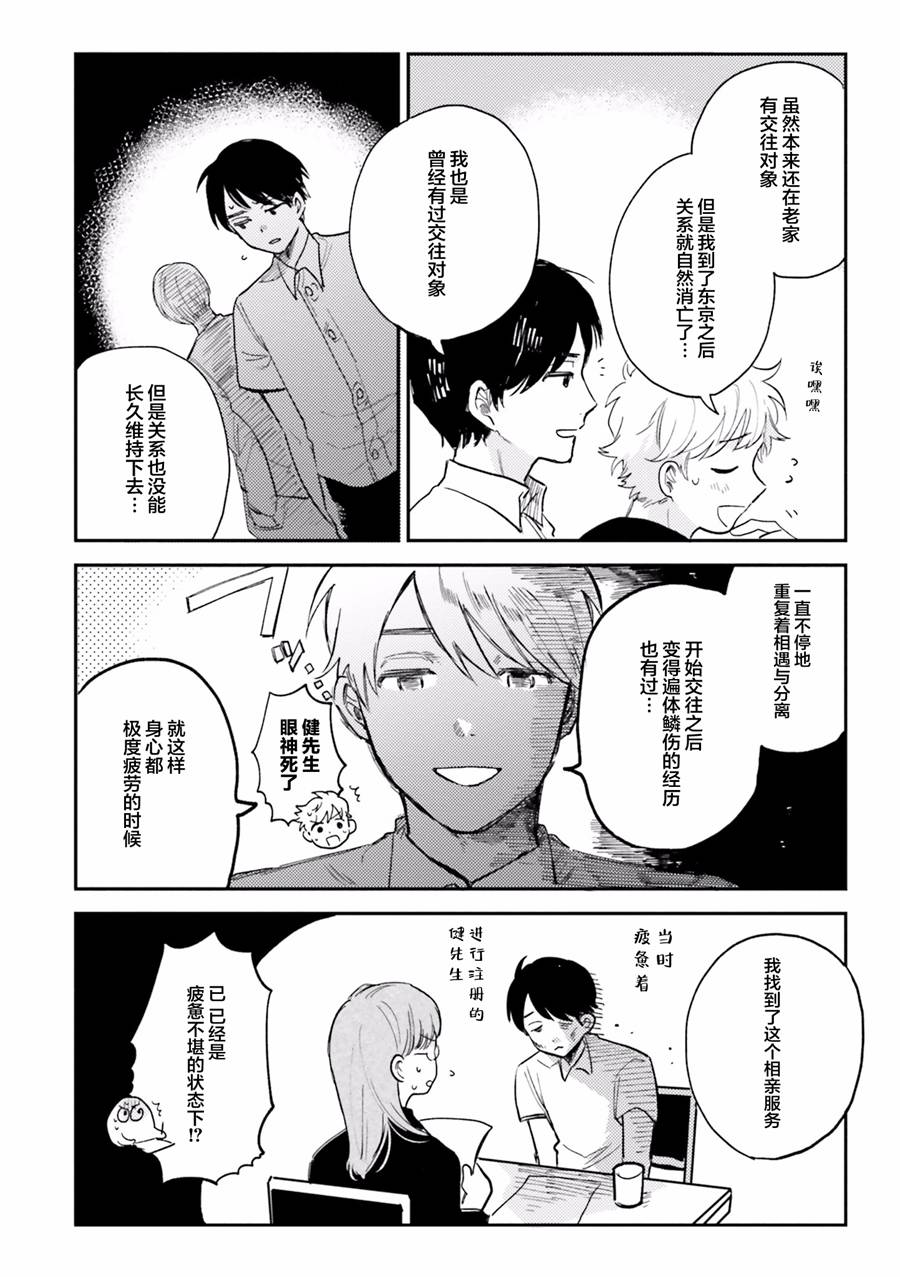 虽然本来还在老家
有交往对象
但是我到了东京之后
关系就自然消亡了…
诶嘿嘿
我也是
曾经有过交往对象
但是关系也没能
长久维持下去…
一直不停地
重复着相遇与分离
开始交往之后
变得遍体鳞伤的经历
也有过…
健先生
眼神死了
就这样
身心都
极度疲劳的时候
我找到了这个相亲服务
当时
疲惫着
进行注册的
健先生
已 已经是
疲惫不堪的状态下!?